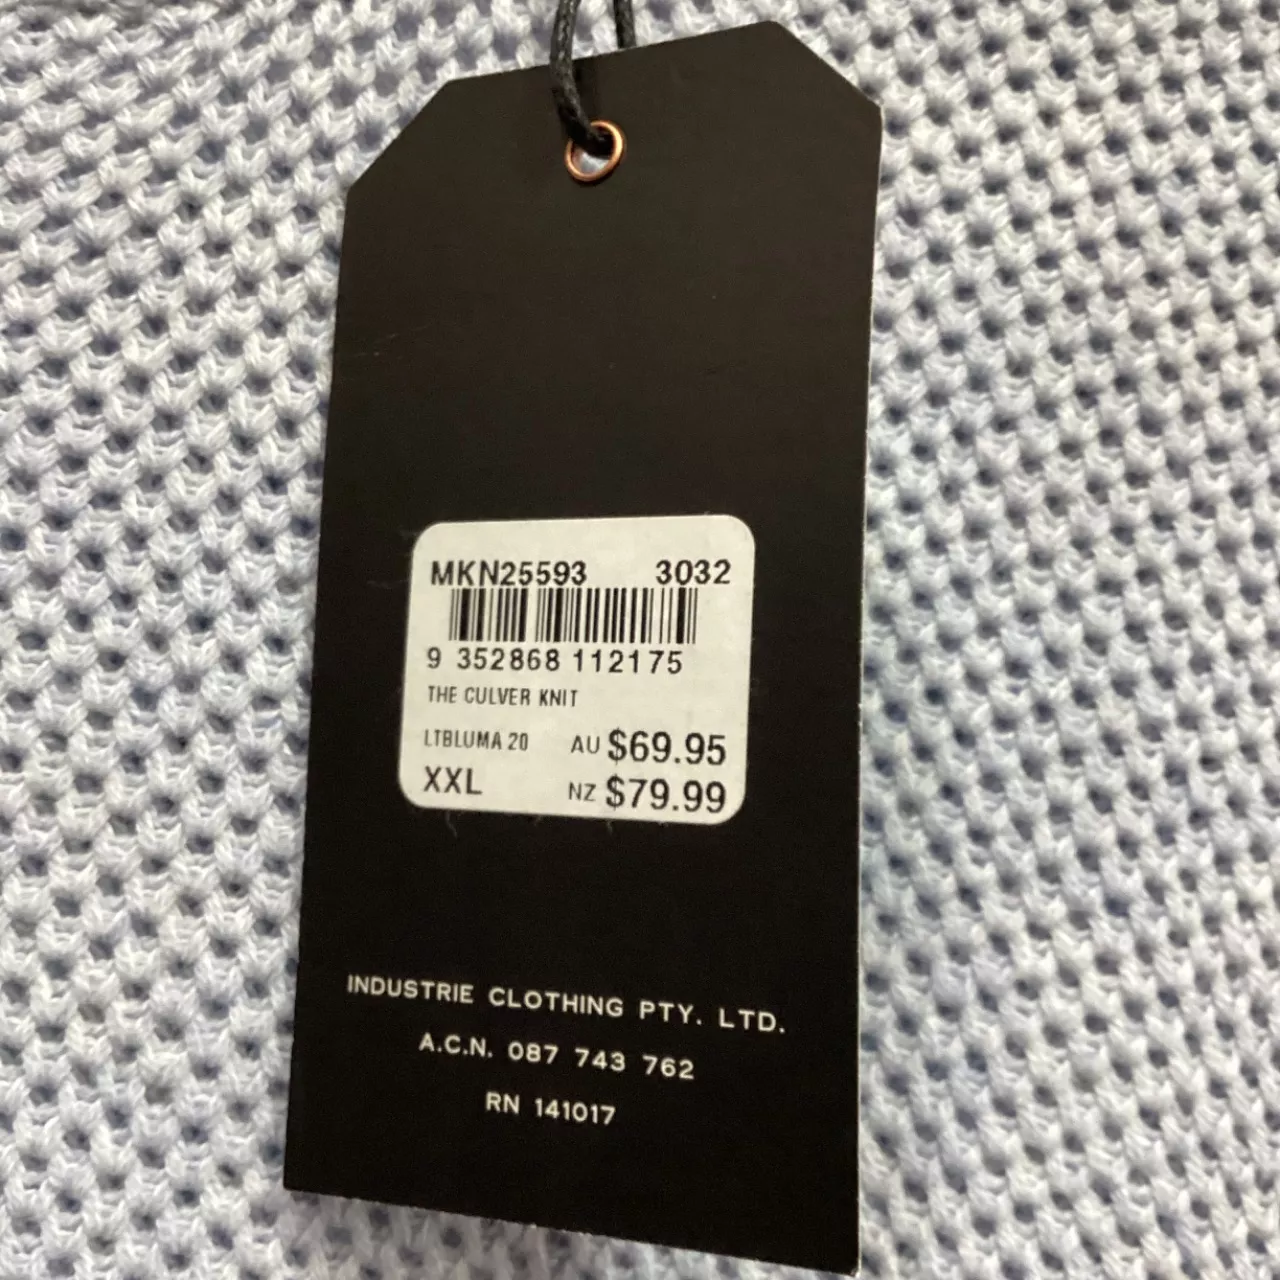 MKN25593 3032
9 352868 112175
THE CULVER KNIT
LTBLUMA 20 AU $69.95
XXL NZ $79.99
INDUSTRIE CLOTHING PTY. LTD.
A.C.N. 087 743 762
RN 141017